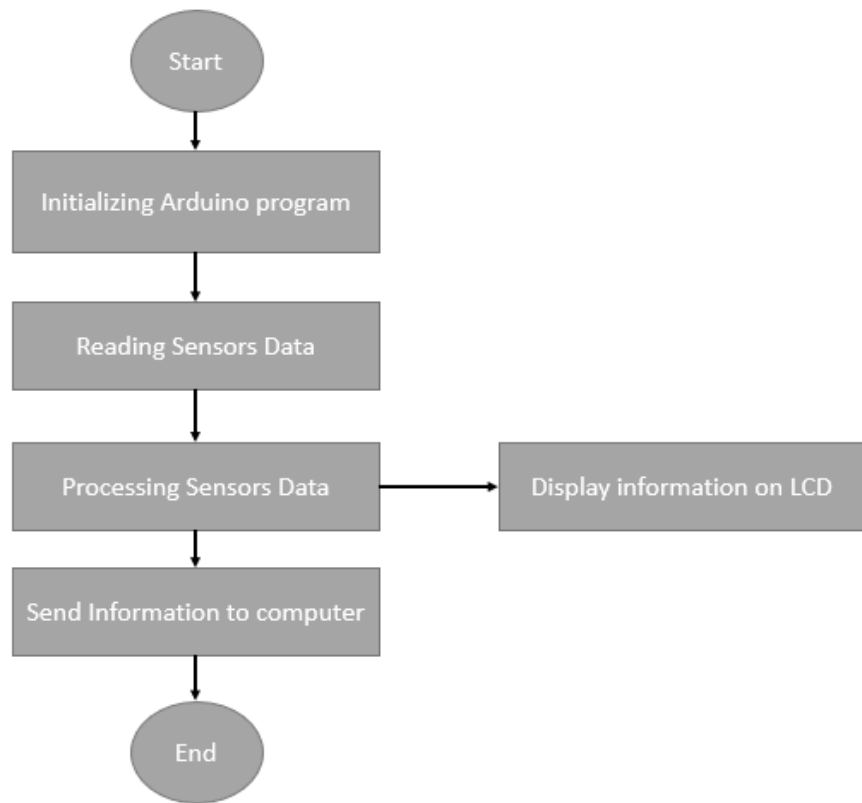 Start
Initializing Arduino program
Reading Sensors Data
Processing Sensors Data
Display information on LCD
Send Information to computer
End